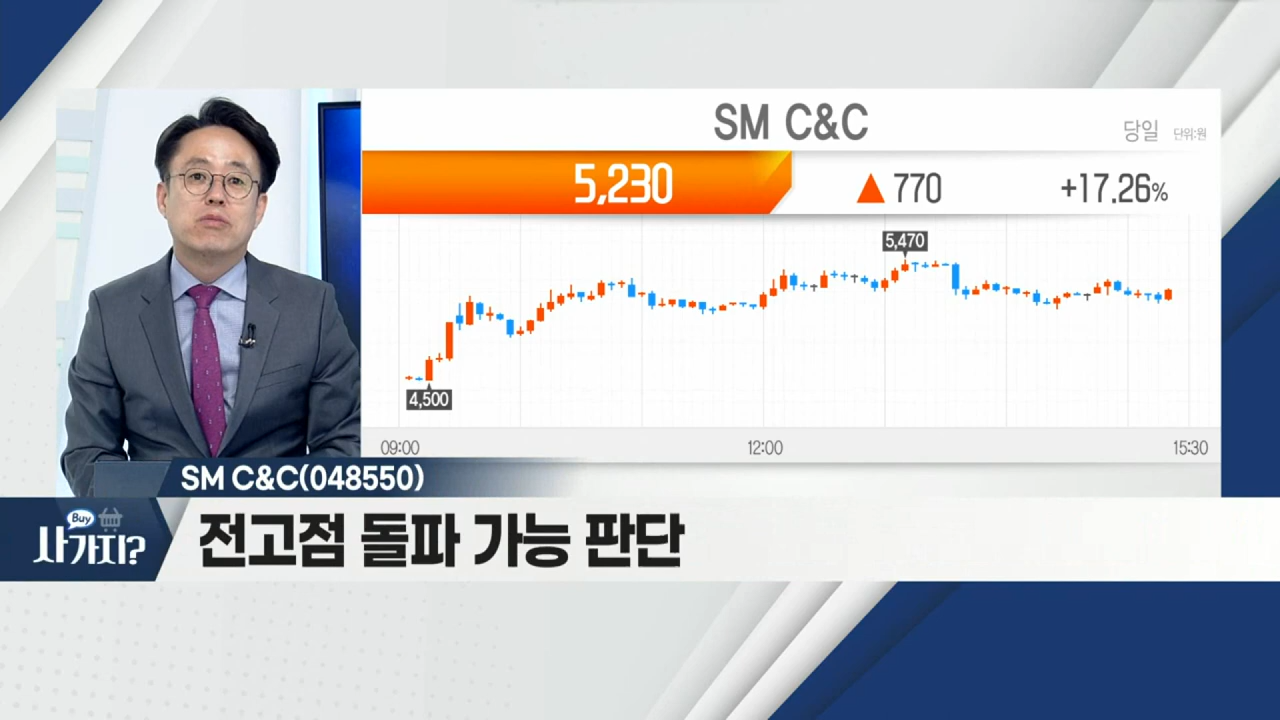 SM C&C
당일 단위:원
5,230 ▲ 770 +17.26%
5,470
4,500
09:00 12:00 15:30
SM C&C(048550)
Buy
사가지?
전고점 돌파 가능 판단